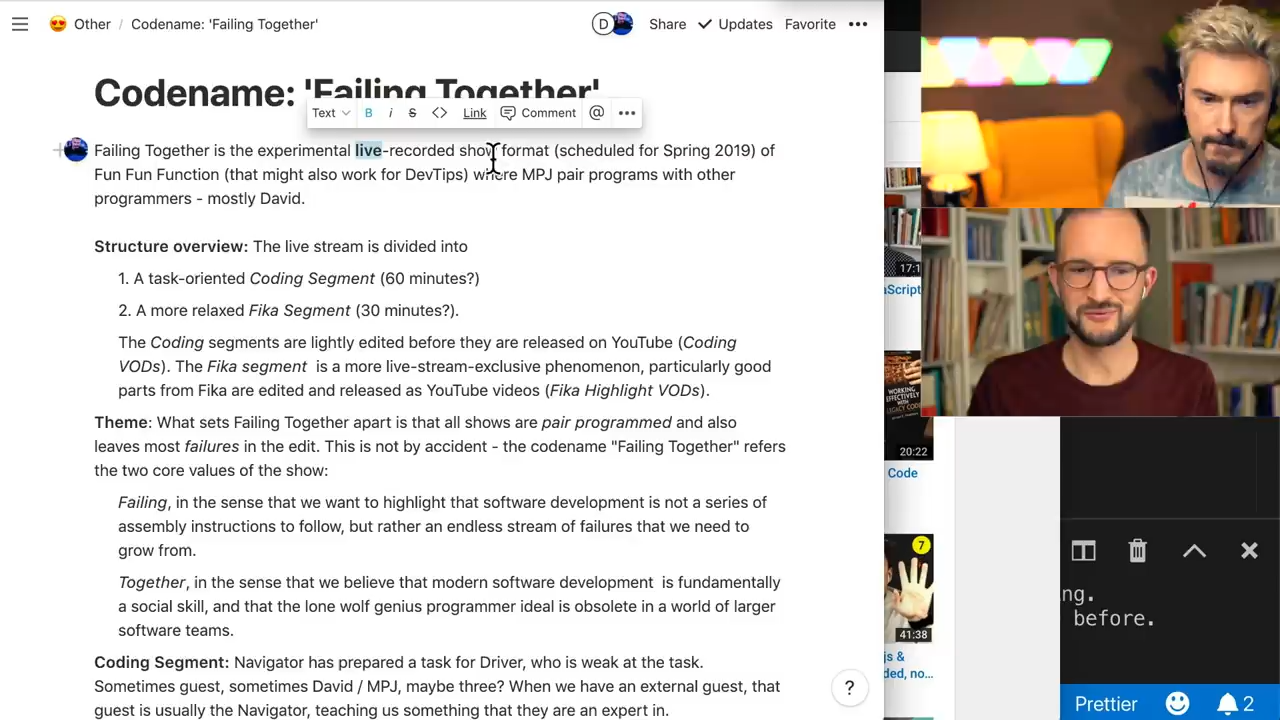 Other / Codename: 'Failing Together'
D Share Updates Favorite
Codename: 'Failing Together'
Text B i S <> Link Comment @
Failing Together is the experimental live-recorded show format (scheduled for Spring 2019) of
Fun Fun Function (that might also work for DevTips) where MPJ pair programs with other
programmers - mostly David.
Structure overview: The live stream is divided into
1. A task-oriented Coding Segment (60 minutes?)
2. A more relaxed Fika Segment (30 minutes?).
The Coding segments are lightly edited before they are released on YouTube (Coding
VODs). The Fika segment is a more live-stream-exclusive phenomenon, particularly good
parts from Fika are edited and released as YouTube videos (Fika Highlight VODs).
Theme: What sets Failing Together apart is that all shows are pair programmed and also
leaves most failures in the edit. This is not by accident - the codename "Failing Together" refers
the two core values of the show:
Failing, in the sense that we want to highlight that software development is not a series of
assembly instructions to follow, but rather an endless stream of failures that we need to
grow from.
Together, in the sense that we believe that modern software development is fundamentally
a social skill, and that the lone wolf genius programmer ideal is obsolete in a world of larger
software teams.
Coding Segment: Navigator has prepared a task for Driver, who is weak at the task.
Sometimes guest, sometimes David / MPJ, maybe three? When we have an external guest, that
guest is usually the Navigator, teaching us something that they are an expert in.
?
17:1
aScript
WORKING
EFFECTIVELY
WITH
LEGACY CODE
20:22
Code
7
41:38
js &
ded, no...
ng.
before.
Prettier 2